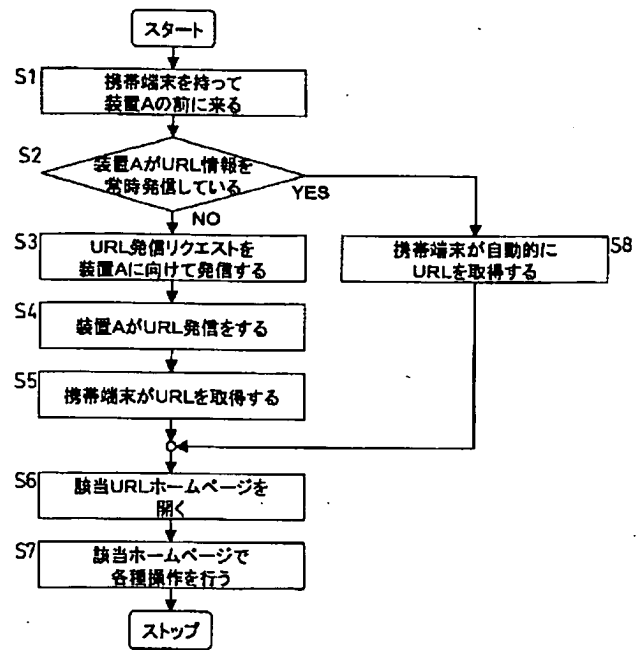 スタート
S1
携帯端末を持って
装置Aの前に来る
S2
装置AがURL情報を
常時発信している
YES
NO
S3
URL発信リクエストを
装置Aに向けて発信する
S8
携帯端末が自動的に
URLを取得する
S4
装置AがURL発信をする
S5
携帯端末がURLを取得する
S6
該当URLホームページを
開く
S7
該当ホームページで
各種操作を行う
ストップ